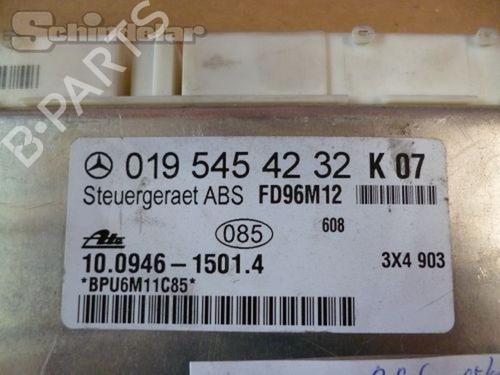 Schindelar
B-PARTS
019 545 42 32 K 07
Steuergeraet ABS FD96M12
085 608
Ate
10.0946-1501.4 3X4 903
*BPU6M11C85*